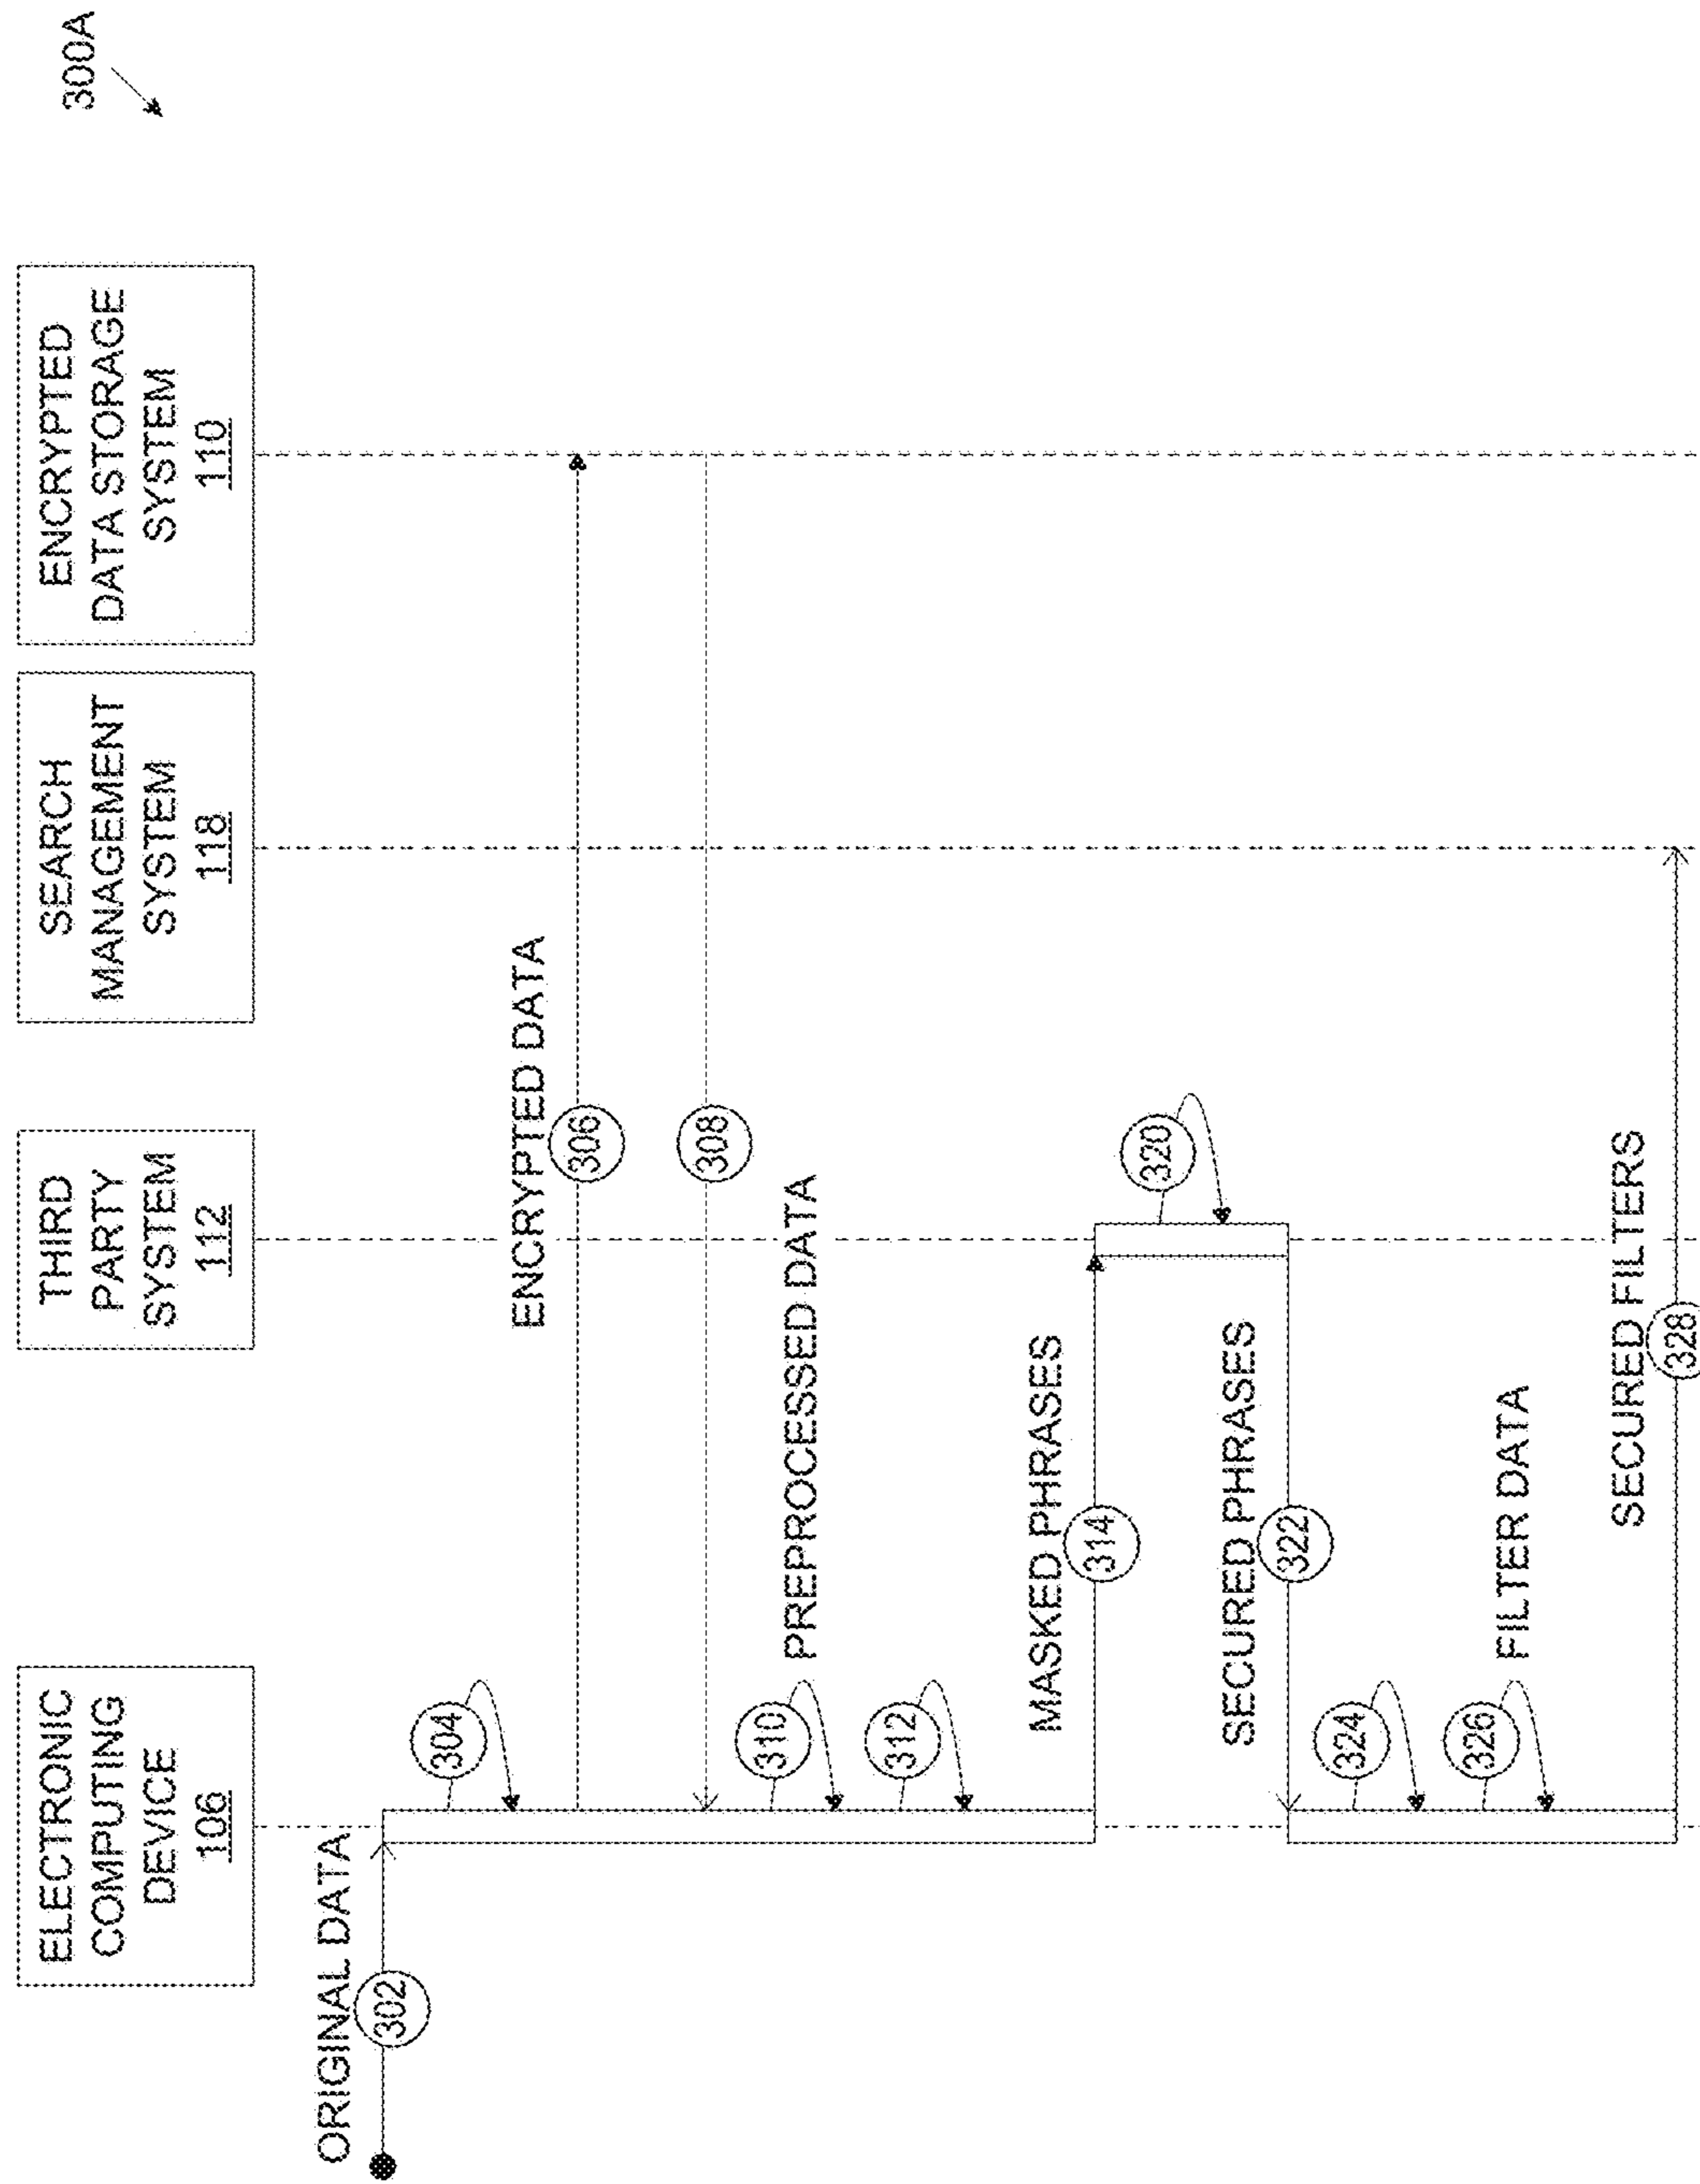 300A
ELECTRONIC
COMPUTING
DEVICE
106
THIRD
PARTY
SYSTEM
112
SEARCH
MANAGEMENT
SYSTEM
118
ENCRYPTED
DATA STORAGE
SYSTEM
110
ORIGINAL DATA
302
304
ENCRYPTED DATA
306
308
310
PREPROCESSED DATA
312
MASKED PHRASES
314
320
SECURED PHRASES
322
324
326
FILTER DATA
SECURED FILTERS
328